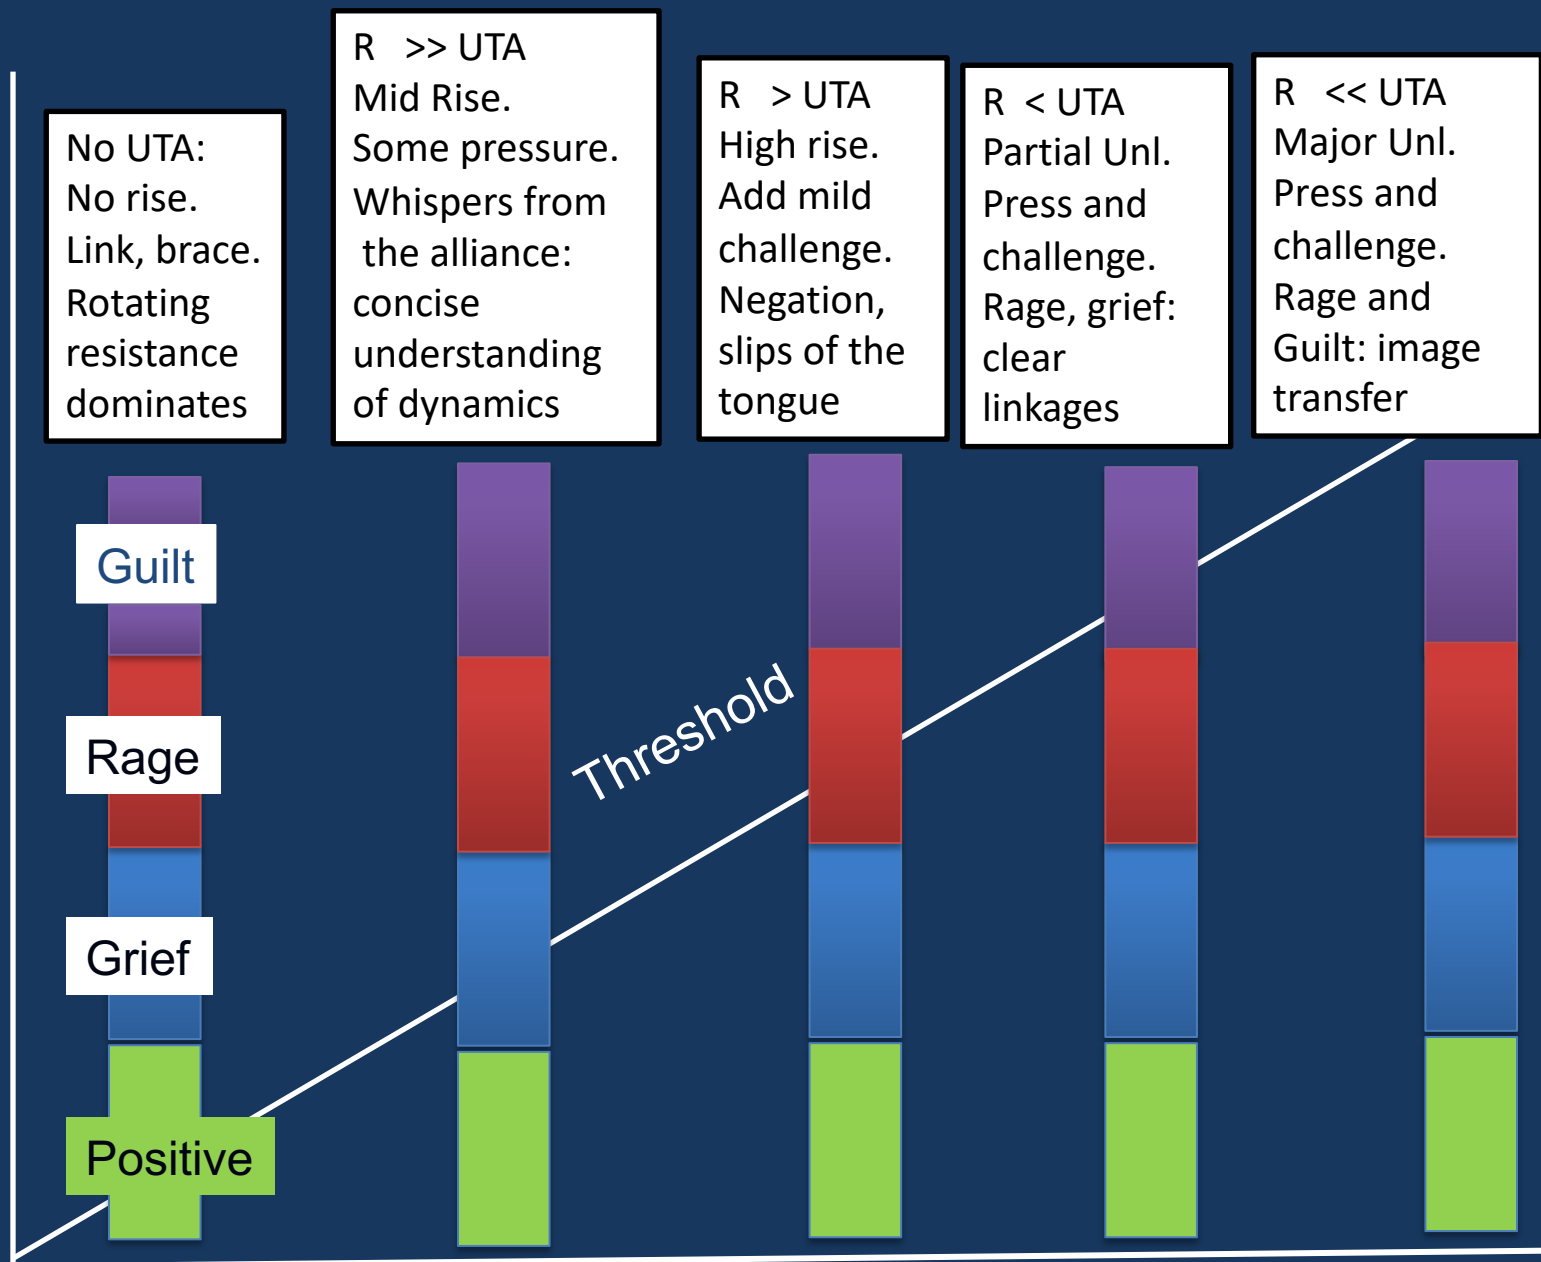 No UTA:
No rise.
Link, brace.
Rotating
resistance
dominates
R >> UTA
Mid Rise.
Some pressure.
Whispers from
the alliance:
concise
understanding
of dynamics
R > UTA
High rise.
Add mild
challenge.
Negation,
slips of the
tongue
R < UTA
Partial Unl.
Press and
challenge.
Rage, grief:
clear
linkages
R << UTA
Major Unl.
Press and
challenge.
Rage and
Guilt: image
transfer
Guilt
Rage
Grief
Positive
Threshold